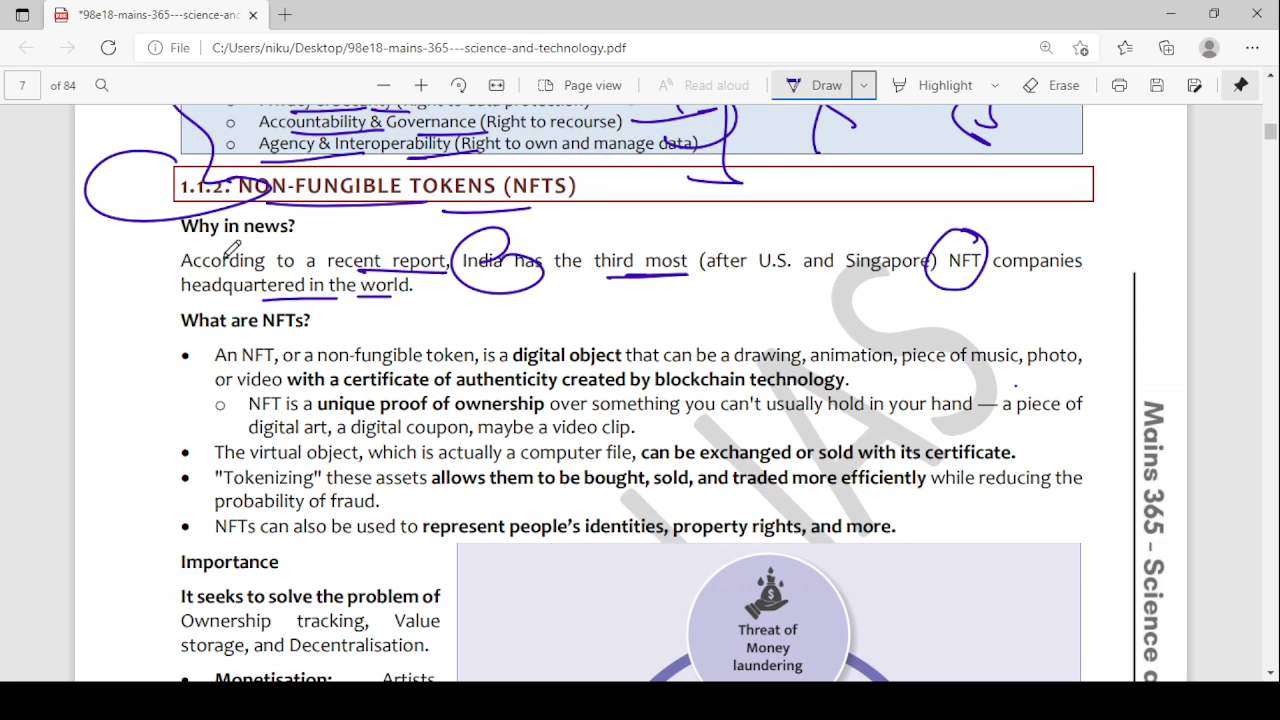 *98e18-mains-365---science-and
File C:/Users/niku/Desktop/98e18-mains-365---science-and-technology.pdf
7 of 84 Page view Read aloud Draw Highlight Erase
Accountability & Governance (Right to recourse)
Agency & Interoperability (Right to own and manage data)
1.1.2. NON-FUNGIBLE TOKENS (NFTS)
Why in news?
According to a recent report, India has the third most (after U.S. and Singapore) NFT companies
headquartered in the world.
What are NFTs?
• An NFT, or a non-fungible token, is a digital object that can be a drawing, animation, piece of music, photo,
or video with a certificate of authenticity created by blockchain technology.
o NFT is a unique proof of ownership over something you can't usually hold in your hand — a piece of
digital art, a digital coupon, maybe a video clip.
• The virtual object, which is actually a computer file, can be exchanged or sold with its certificate.
• "Tokenizing" these assets allows them to be bought, sold, and traded more efficiently while reducing the
probability of fraud.
• NFTs can also be used to represent people's identities, property rights, and more.
Importance
It seeks to solve the problem of
Ownership tracking, Value
storage, and Decentralisation.
• Monetisation: Artists
Threat of
Money
laundering
Mains 365 - Science